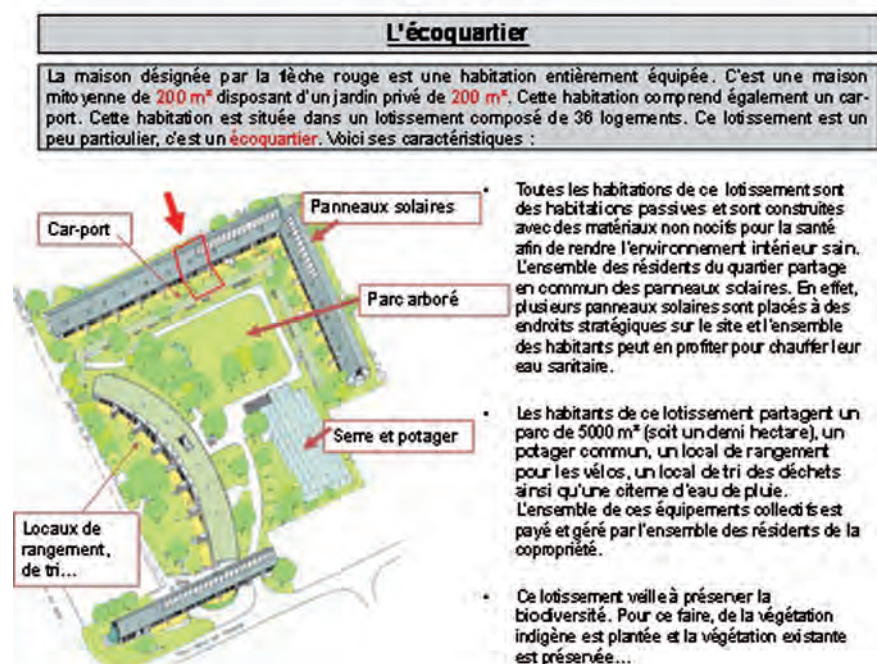 L'écoquartier
La maison désignée par la flèche rouge est une habitation entièrement équipée. C'est une maison
mitoyenne de 200 m² disposant d'un jardin privé de 200 m². Cette habitation comprend également un car-
port. Cette habitation est située dans un lotissement composé de 36 logements. Ce lotissement est un
peu particulier, c'est un écoquartier. Voici ses caractéristiques :
Car-port
Panneaux solaires
Parc arboré
Serre et potager
Locaux de
rangement,
de tri...
• Toutes les habitations de ce lotissement sont
des habitations passives et sont construites
avec des matériaux non nocifs pour la santé
afin de rendre l'environnement intérieur sain.
L'ensemble des résidents du quartier partage
en commun des panneaux solaires. En effet,
plusieurs panneaux solaires sont placés à des
endroits stratégiques sur le site et l'ensemble
des habitants peut en profiter pour chauffer leur
eau sanitaire.
• Les habitants de ce lotissement partagent un
parc de 5000 m² (soit un demi hectare), un
potager commun, un local de rangement
pour les vélos, un local de tri des déchets
ainsi qu'une citerne d'eau de pluie.
L'ensemble de ces équipements collectifs est
payé et géré par l'ensemble des résidents de la
copropriété.
• Ce lotissement veille à préserver la
biodiversité. Pour ce faire, de la végétation
indigène est plantée et la végétation existante
est préservée...